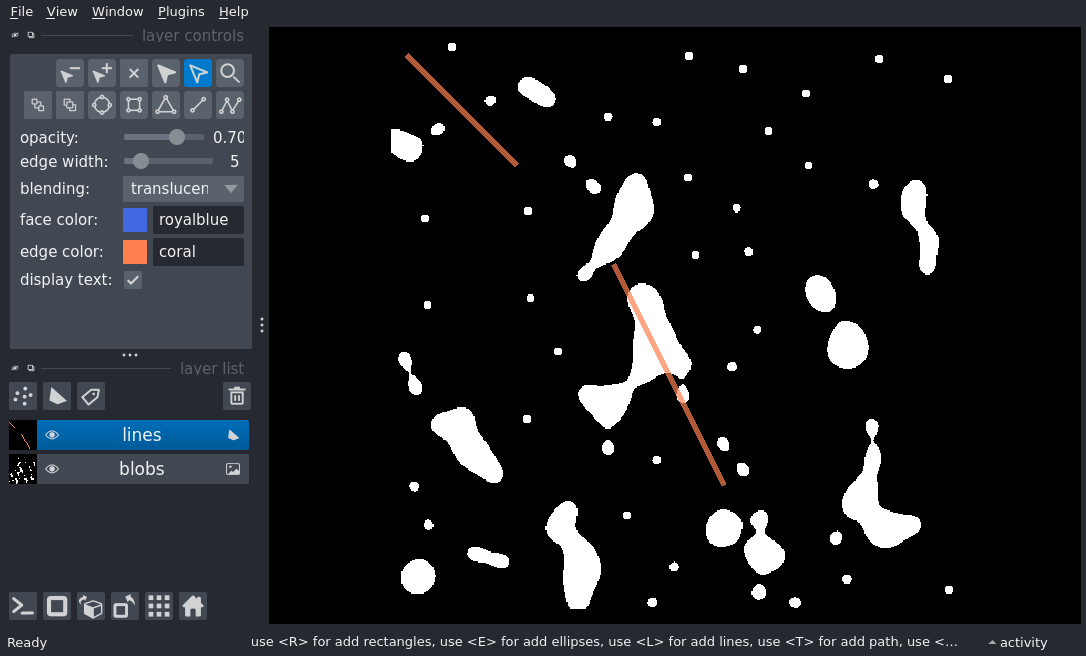 File View Window Plugins Help
layer controls
opacity: 0.70
edge width: 5
blending: translucen
face color: royalblue
edge color: coral
display text:
layer list
lines
blobs
Ready use <R> for add rectangles, use <E> for add ellipses, use <L> for add lines, use <T> for add path, use <... activity